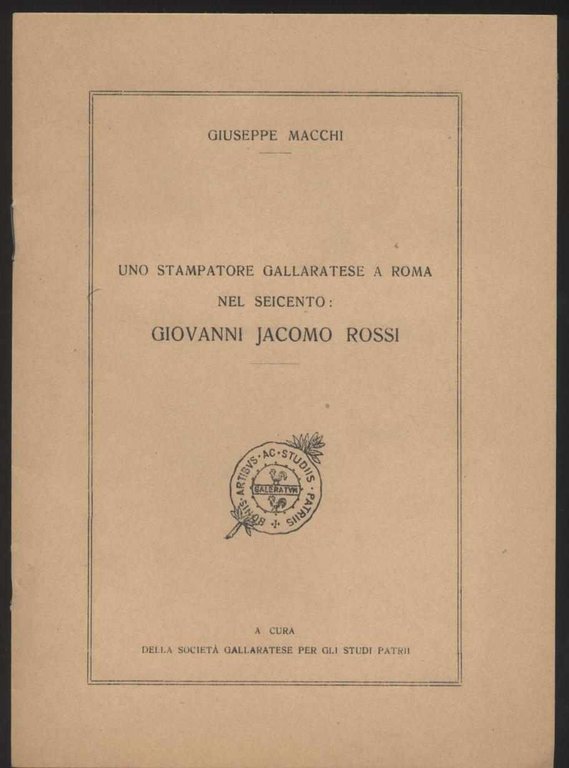 GIUSEPPE MACCHI
UNO STAMPATORE GALLARATESE A ROMA
NEL SEICENTO:
GIOVANNI JACOMO ROSSI
BONIS · ARTIBVS · AC · STUDIIS · PATRIIS
GALERATVM
A CURA
DELLA SOCIETÀ GALLARATESE PER GLI STUDI PATRII